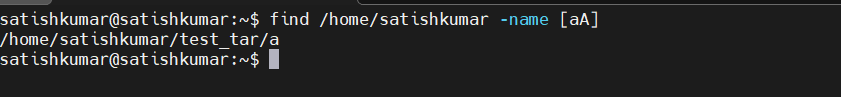 satishkumar@satishkumar:~$ find /home/satishkumar -name [aA]
/home/satishkumar/test_tar/a
satishkumar@satishkumar:~$